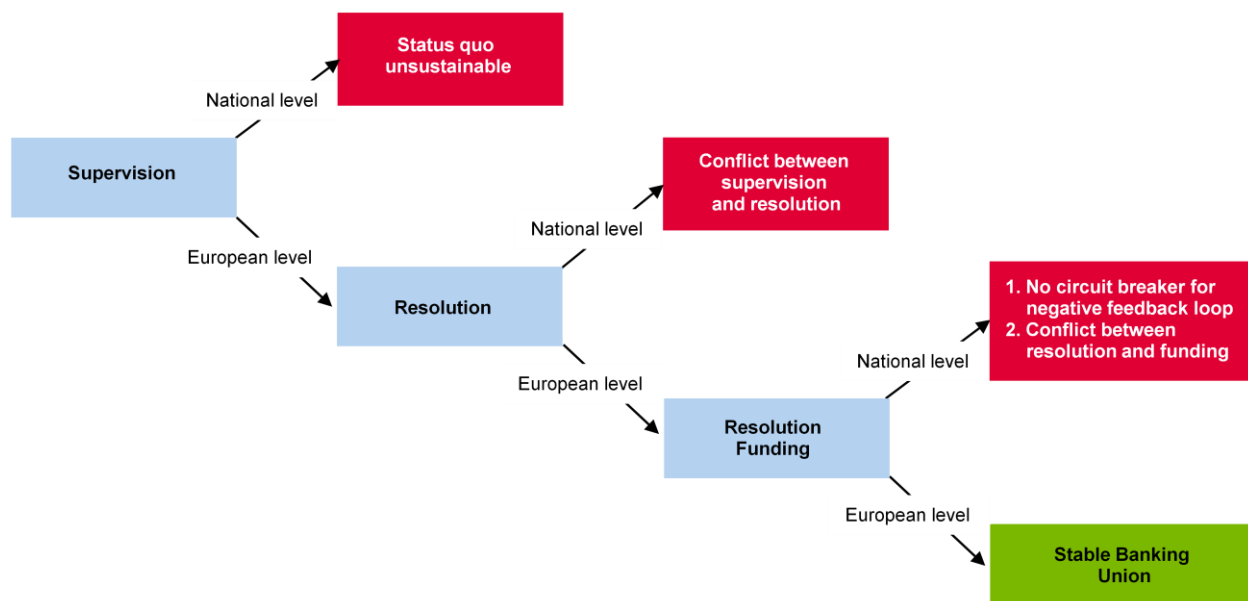 Status quo
unsustainable
National level
Supervision
Conflict between
supervision
and resolution
National level
European level
Resolution
1. No circuit breaker for
negative feedback loop
2. Conflict between
resolution and funding
National level
European level
Resolution
Funding
European level
Stable Banking
Union